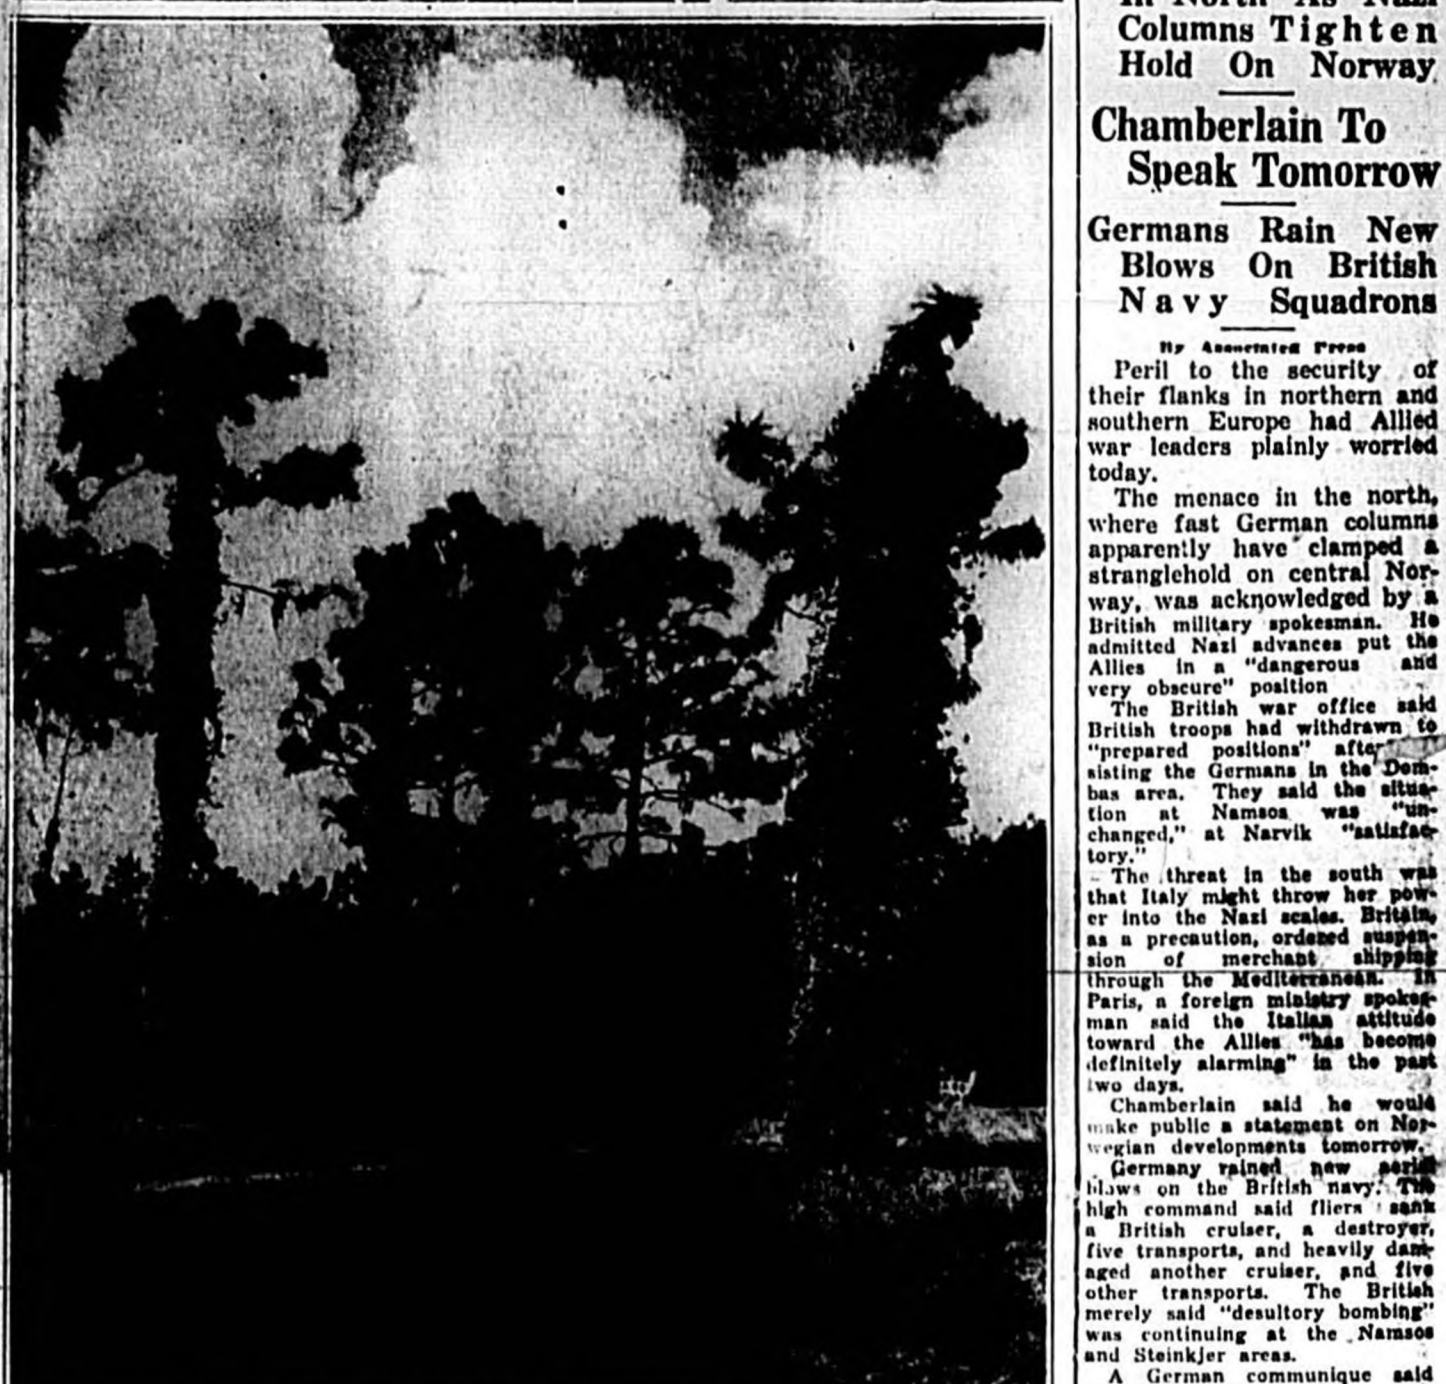 In North As Nazi
Columns Tighten
Hold On Norway
Chamberlain To
Speak Tomorrow
Germans Rain New
Blows On British
Navy Squadrons
By Associated Press
Peril to the security of
their flanks in northern and
southern Europe had Allied
war leaders plainly worried
today.
The menace in the north,
where fast German columns
apparently have clamped a
stranglehold on central Nor-
way, was acknowledged by a
British military spokesman. He
admitted Nazi advances put the
Allies in a "dangerous and
very obscure" position
The British war office said
British troops had withdrawn to
"prepared positions" after
sisting the Germans in the Dom-
bas area. They said the situa-
tion at Namsos was "un-
changed," at Narvik "satisfac-
tory."
The threat in the south was
that Italy might throw her pow-
er into the Nazi scales. Britain,
as a precaution, ordered suspen-
sion of merchant shipping
through the Mediterranean. In
Paris, a foreign ministry spokes-
man said the Italian attitude
toward the Allies "has become
definitely alarming" in the past
two days.
Chamberlain said he would
make public a statement on Nor-
wegian developments tomorrow.
Germany rained new aerial
blows on the British navy. The
high command said fliers sank
a British cruiser, a destroyer,
five transports, and heavily dam-
aged another cruiser, and five
other transports. The British
merely said "desultory bombing"
was continuing at the Namsos
and Steinkjer areas.
A German communique said